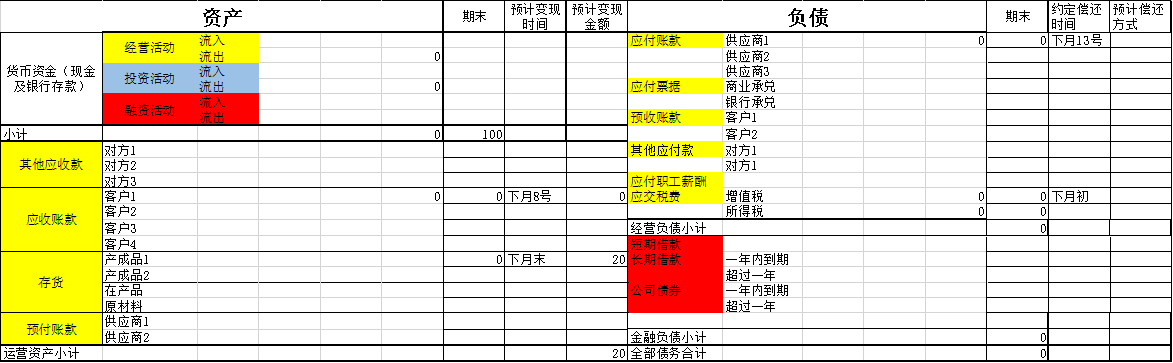 资产 期末 预计变现时间 预计变现金额 负债 期末 约定偿还时间 预计偿还方式
货币资金（现金及银行存款） 经营活动 流入 应付账款 供应商1 0 0 下月13号
流出 0 供应商2
投资活动 流入 供应商3
流出 0 应付票据 商业承兑
融资活动 流入 银行承兑
流出 预收账款 客户1
小计 0 100 客户2
其他应收款 对方1 其他应付款 对方1
对方2 对方1
对方3 应付职工薪酬
应收账款 客户1 0 0 下月8号 0 应交税费 增值税 0 0 下月初
客户2 所得税 0 0
客户3 经营负债小计 0
客户4 短期借款
存货 产成品1 0 下月末 20 长期借款 一年内到期
产成品2 超过一年
在产品 公司债券 一年内到期
原材料 超过一年
预付账款 供应商1
供应商2 金融负债小计 0
运营资产小计 20 全部债务合计 0